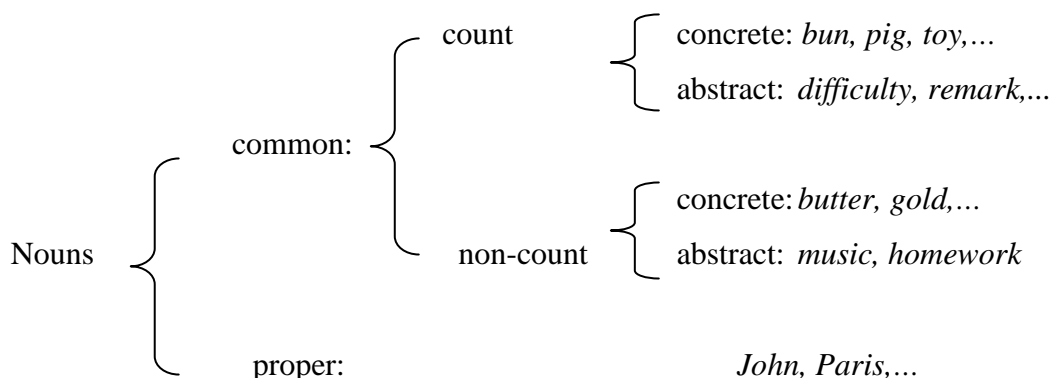 count concrete: bun, pig, toy,…
abstract: difficulty, remark,...
common:
concrete: butter, gold,…
Nouns non-count abstract: music, homework
proper: John, Paris,…